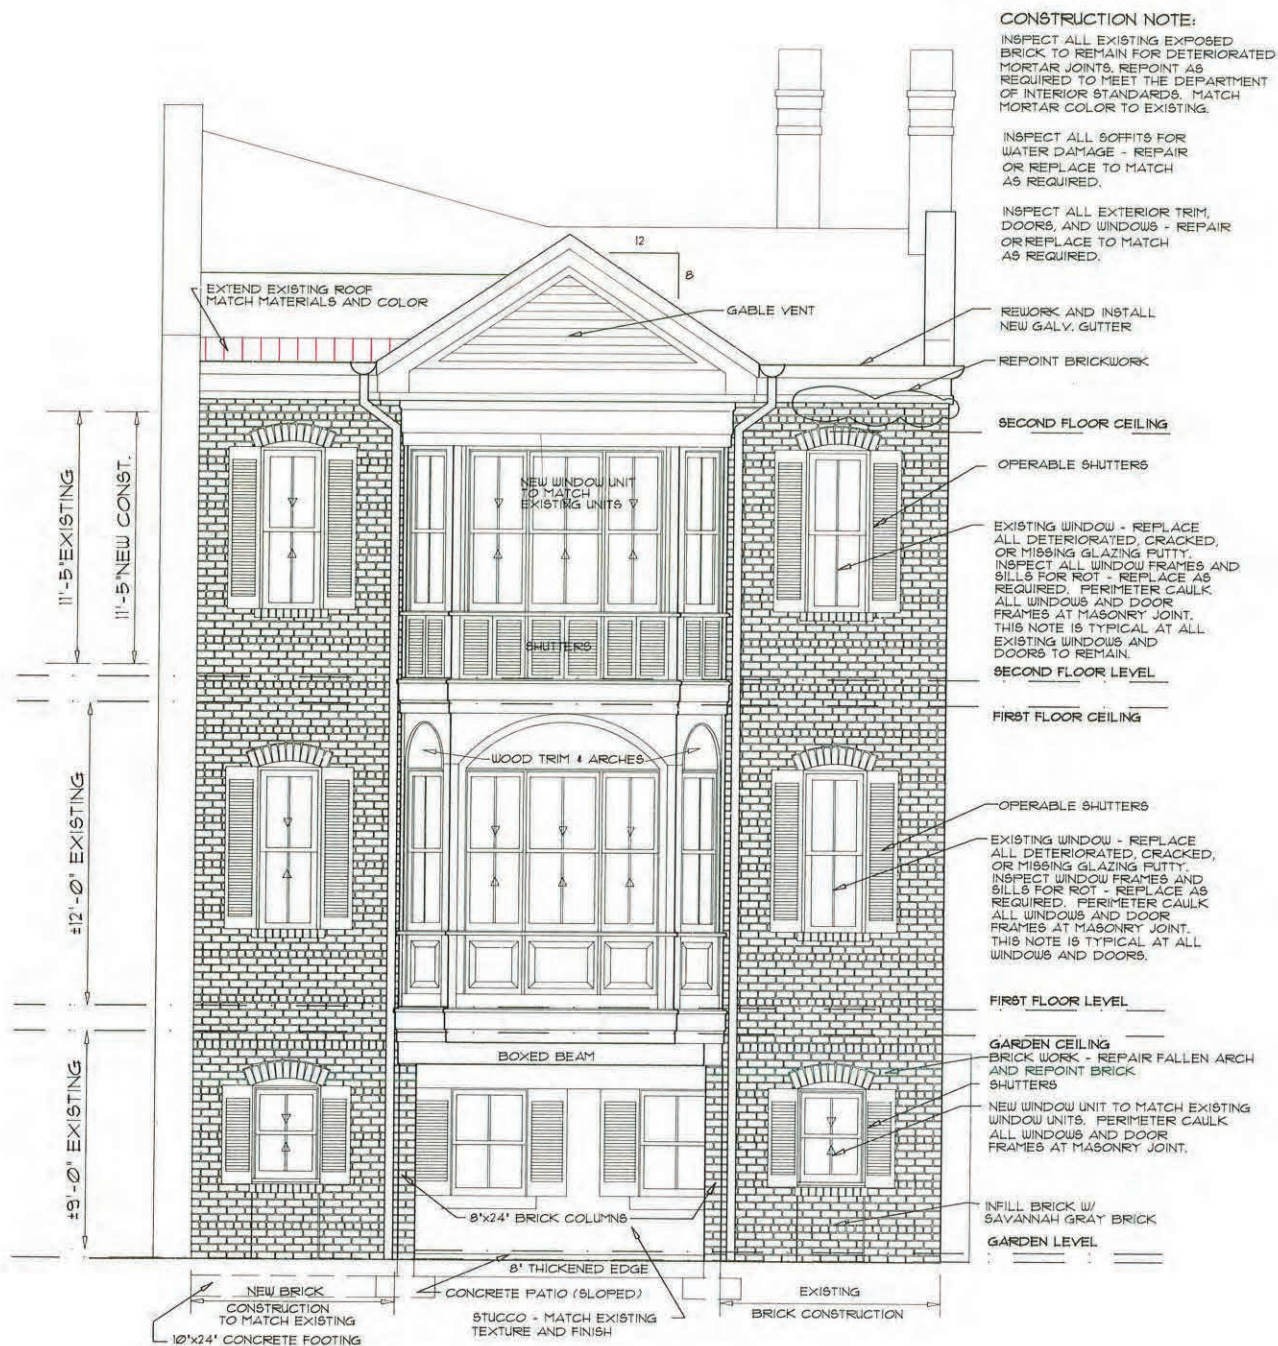 CONSTRUCTION NOTE:
INSPECT ALL EXISTING EXPOSED
BRICK TO REMAIN FOR DETERIORATED
MORTAR JOINTS. REPOINT AS
REQUIRED TO MEET THE DEPARTMENT
OF INTERIOR STANDARDS. MATCH
MORTAR COLOR TO EXISTING.
INSPECT ALL SOFFITS FOR
WATER DAMAGE - REPAIR
OR REPLACE TO MATCH
AS REQUIRED.
INSPECT ALL EXTERIOR TRIM,
DOORS, AND WINDOWS - REPAIR
OR REPLACE TO MATCH
AS REQUIRED.
12
8
EXTEND EXISTING ROOF
MATCH MATERIALS AND COLOR
GABLE VENT
REWORK AND INSTALL
NEW GALV. GUTTER
REPOINT BRICKWORK
SECOND FLOOR CEILING
OPERABLE SHUTTERS
11'-5" EXISTING
11'-5" NEW CONST.
NEW WINDOW UNIT
TO MATCH
EXISTING UNITS
EXISTING WINDOW - REPLACE
ALL DETERIORATED, CRACKED,
OR MISSING GLAZING PUTTY.
INSPECT ALL WINDOW FRAMES AND
SILLS FOR ROT - REPLACE AS
REQUIRED. PERIMETER CAULK
ALL WINDOWS AND DOOR
FRAMES AT MASONRY JOINT.
THIS NOTE IS TYPICAL AT ALL
EXISTING WINDOWS AND
DOORS TO REMAIN.
SHUTTERS
SECOND FLOOR LEVEL
FIRST FLOOR CEILING
WOOD TRIM & ARCHES
±12'-0" EXISTING
OPERABLE SHUTTERS
EXISTING WINDOW - REPLACE
ALL DETERIORATED, CRACKED,
OR MISSING GLAZING PUTTY.
INSPECT WINDOW FRAMES AND
SILLS FOR ROT - REPLACE AS
REQUIRED. PERIMETER CAULK
ALL WINDOWS AND DOOR
FRAMES AT MASONRY JOINT.
THIS NOTE IS TYPICAL AT ALL
WINDOWS AND DOORS.
FIRST FLOOR LEVEL
GARDEN CEILING
BOXED BEAM
BRICK WORK - REPAIR FALLEN ARCH
AND REPOINT BRICK
SHUTTERS
NEW WINDOW UNIT TO MATCH EXISTING
WINDOW UNITS. PERIMETER CAULK
ALL WINDOWS AND DOOR
FRAMES AT MASONRY JOINT.
±9'-0" EXISTING
8"x24" BRICK COLUMNS
INFILL BRICK W/
SAVANNAH GRAY BRICK
GARDEN LEVEL
8" THICKENED EDGE
NEW BRICK
CONSTRUCTION
TO MATCH EXISTING
10"x24" CONCRETE FOOTING
CONCRETE PATIO (SLOPED)
STUCCO - MATCH EXISTING
TEXTURE AND FINISH
EXISTING
BRICK CONSTRUCTION